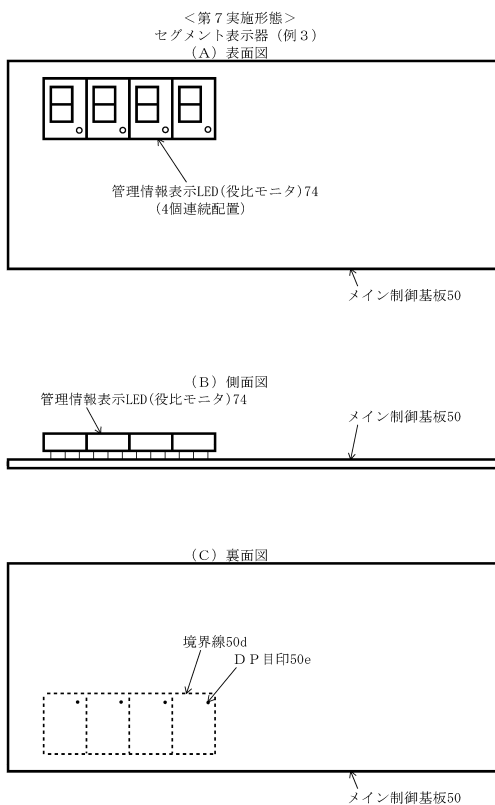 ＜第７実施形態＞
セグメント表示器（例３）
（A）表面図
管理情報表示LED(役比モニタ)74
(4個連続配置)
メイン制御基板50
（B）側面図
管理情報表示LED(役比モニタ)74
メイン制御基板50
（C）裏面図
境界線50d
ＤＰ目印50e
メイン制御基板50